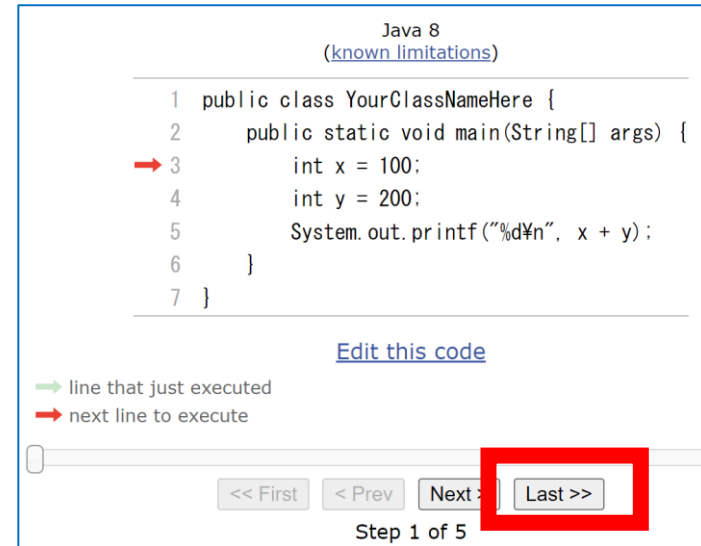 Java 8
(known limitations)
1 public class YourClassNameHere {
2     public static void main(String[] args) {
3         int x = 100;
4         int y = 200;
5         System.out.printf("%d¥n", x + y);
6     }
7 }
Edit this code
line that just executed
next line to execute
<< First < Prev Next > Last >>
Step 1 of 5